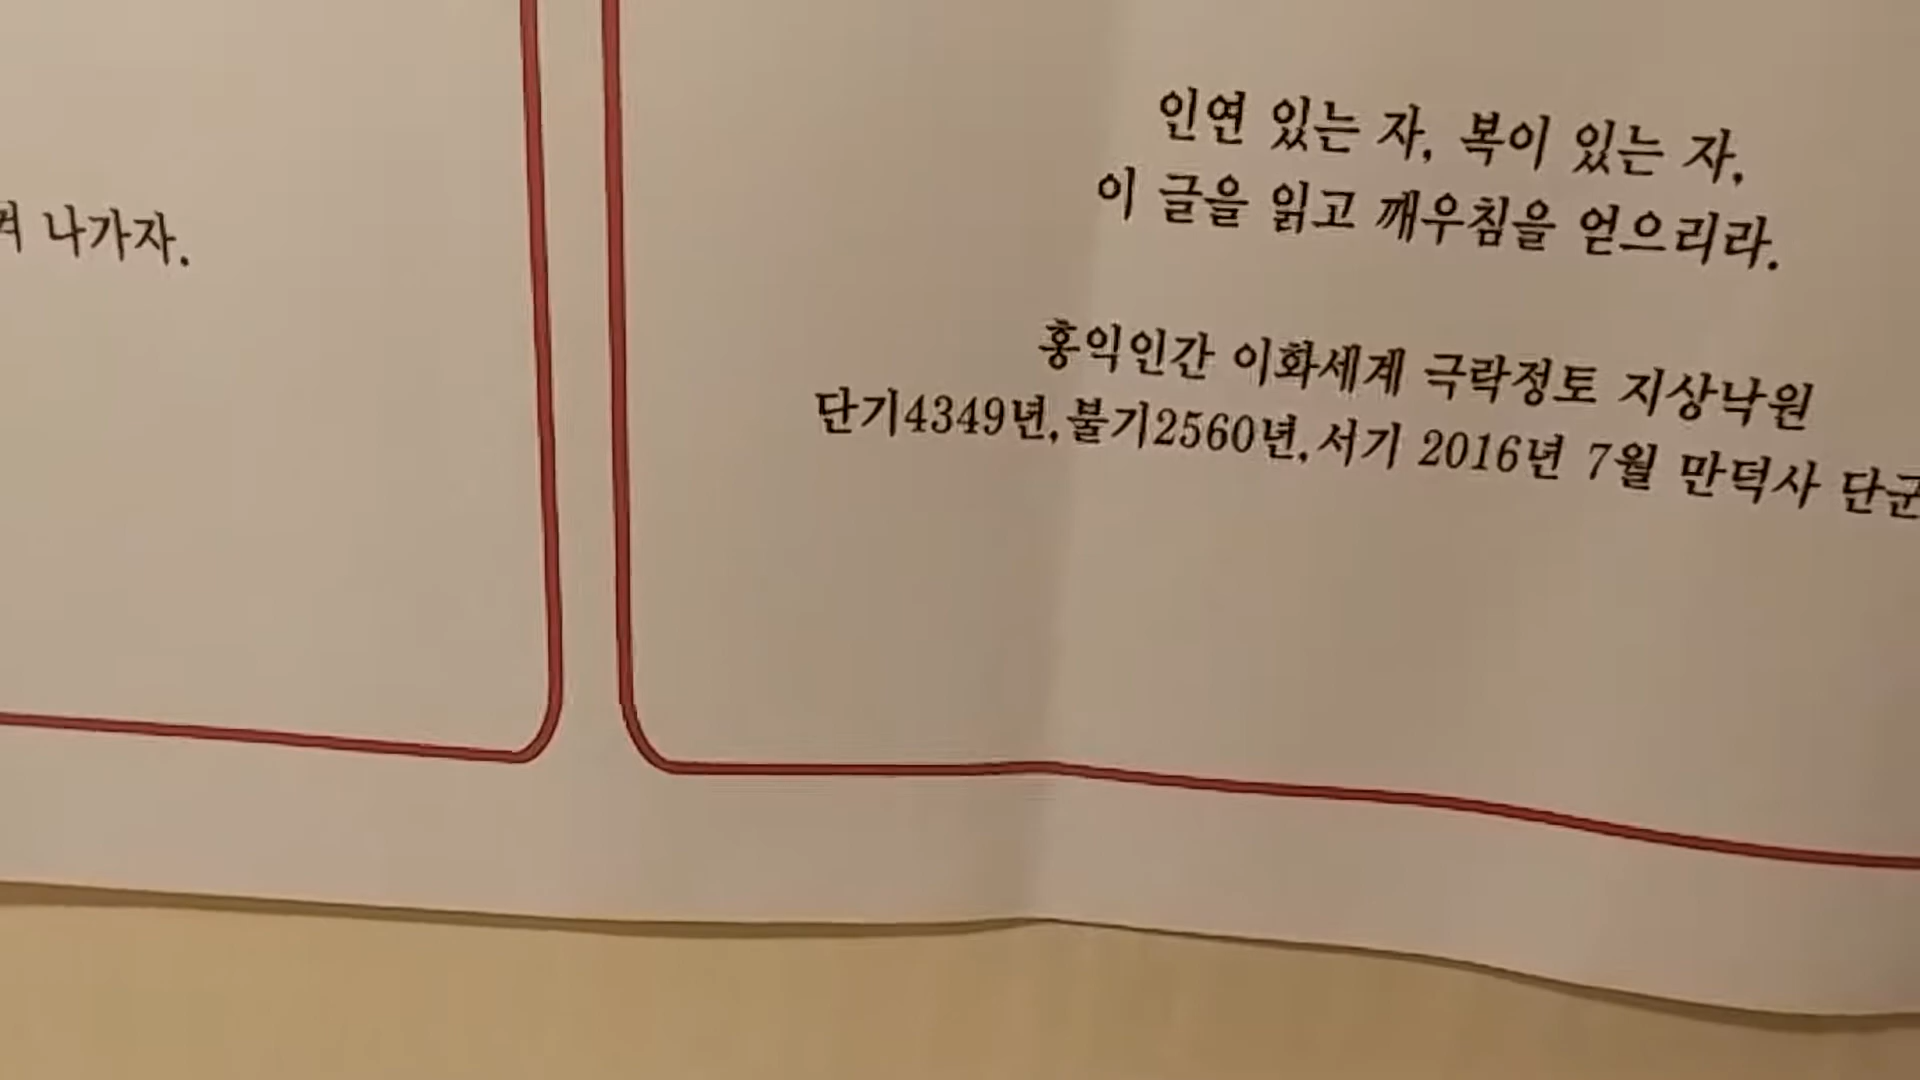 나가자.
인연 있는 자, 복이 있는 자,
이 글을 읽고 깨우침을 얻으리라.
홍익인간 이화세계 극락정토 지상낙원
단기4349년,불기2560년,서기 2016년 7월 만덕사 단군